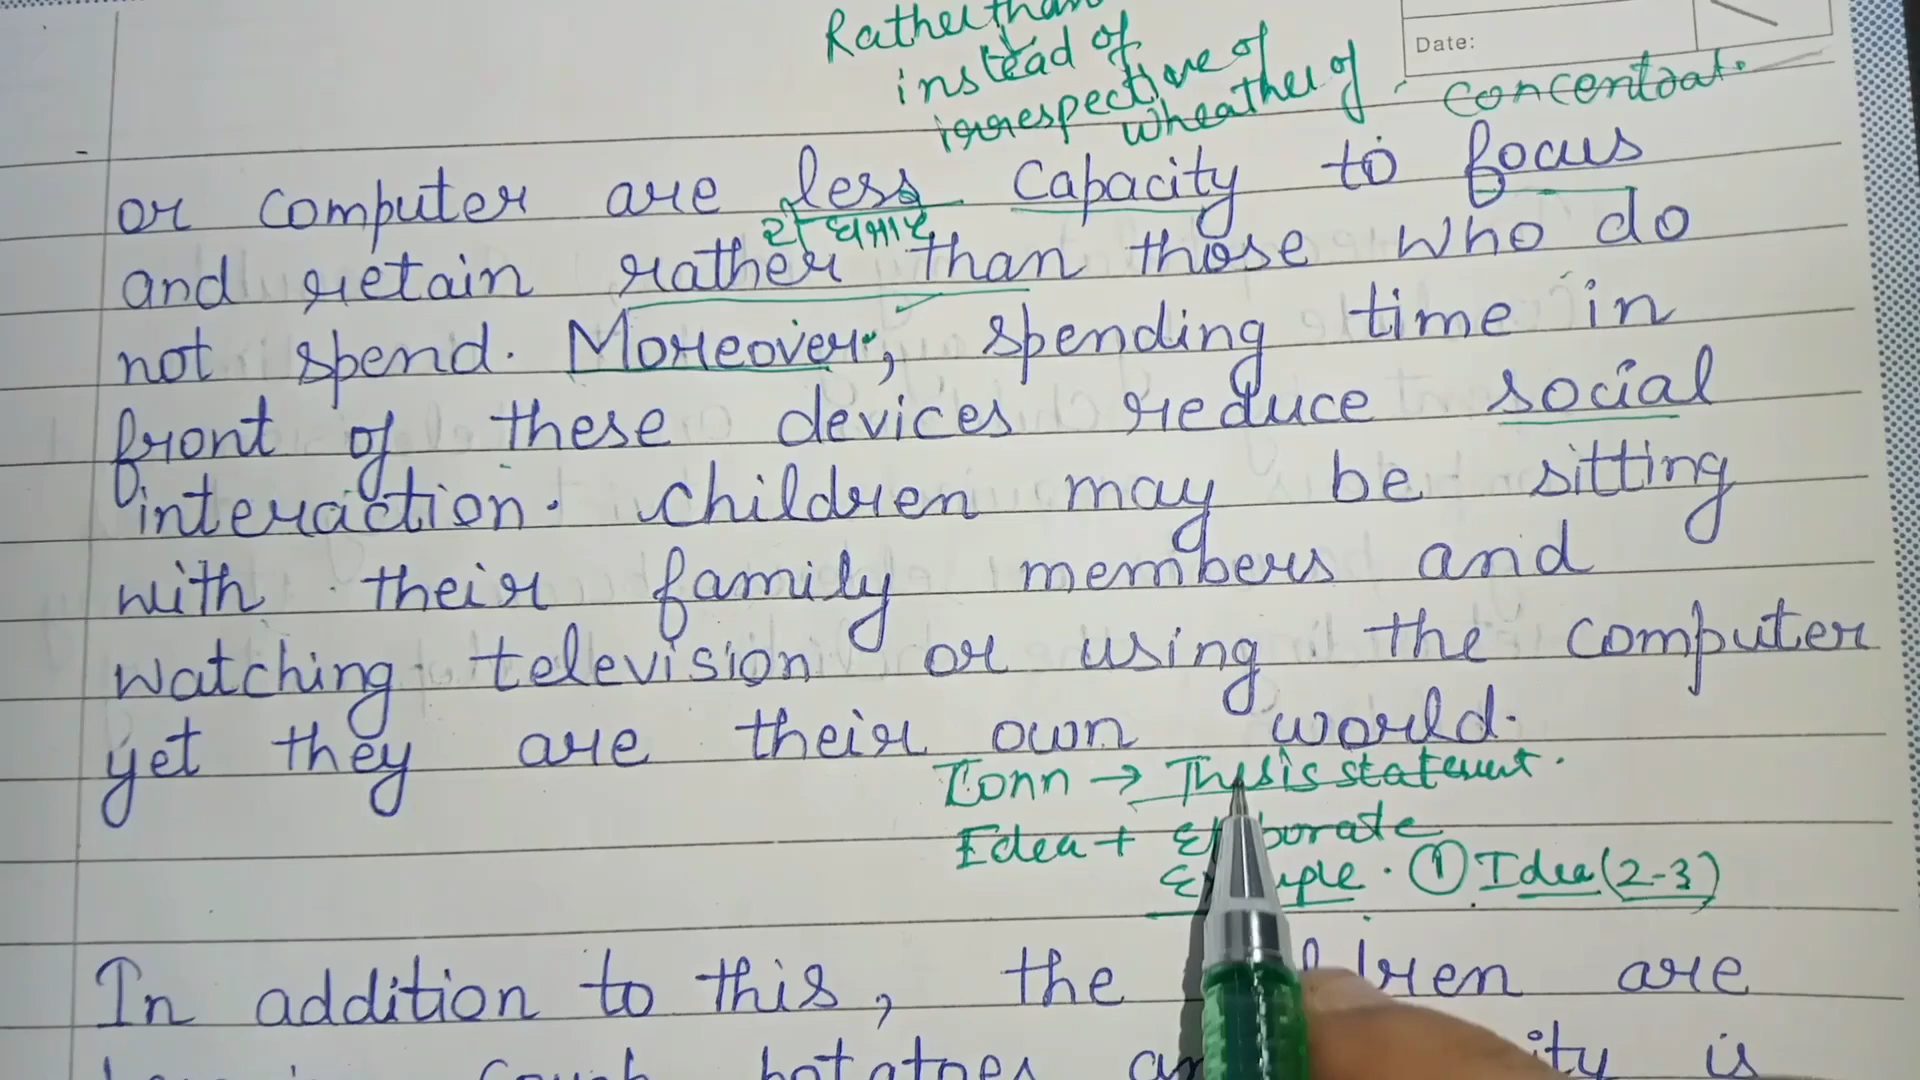 Rather than
instead of
irrespective of
wheather of
Date:
concentrat.
or computer are less capacity to focus
and retain rather than those who do
not spend. Moreover, spending time in
front of these devices reduce social
interaction. children may be sitting
with their family members and
watching television or using the computer
yet they are their own world.
Conn → Thesis statement.
Idea + Elaborate
Example. ① Idea (2-3)
In addition to this, the children are
potatoes is